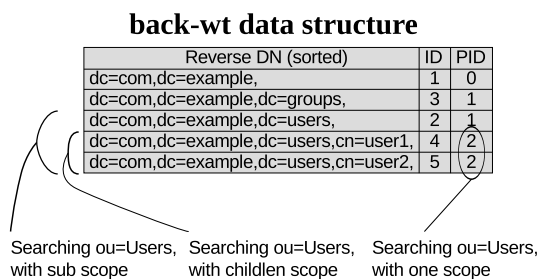 back-wt data structure
Reverse DN (sorted) ID PID
dc=com,dc=example, 1 0
dc=com,dc=example,dc=groups, 3 1
dc=com,dc=example,dc=users, 2 1
dc=com,dc=example,dc=users,cn=user1, 4 2
dc=com,dc=example,dc=users,cn=user2, 5 2
Searching ou=Users, Searching ou=Users, Searching ou=Users,
with sub scope with childlen scope with one scope